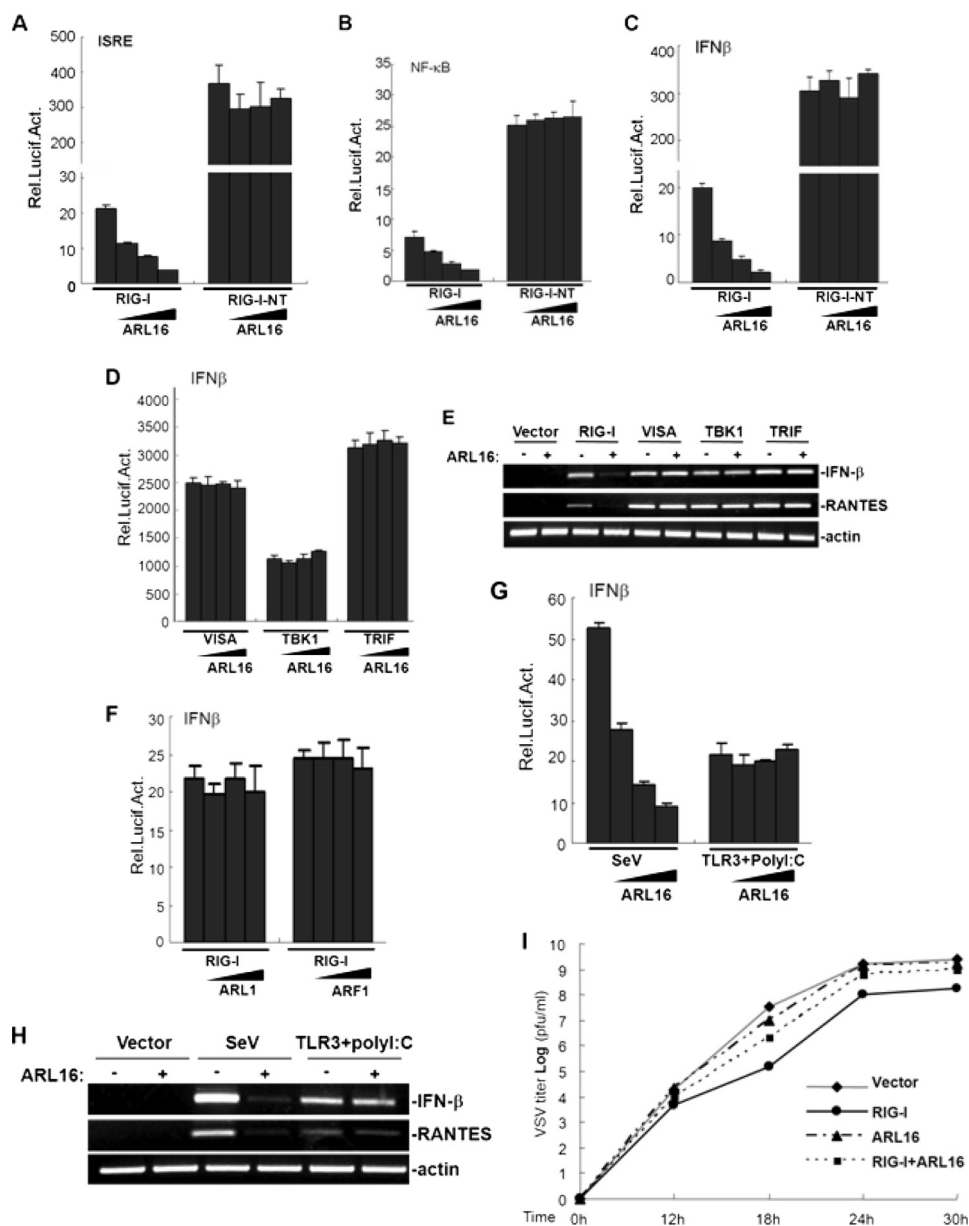 A
ISRE
Rel.Lucif.Act.
500
400
300
200
20
10
0
RIG-I
RIG-I-NT
ARL16
ARL16
B
NF-κB
Rel.Lucif.Act.
35
30
25
20
15
10
5
0
RIG-I
RIG-I-NT
ARL16
ARL16
C
IFNβ
Rel.Lucif.Act.
400
300
200
20
10
0
RIG-I
RIG-I-NT
ARL16
ARL16
D
IFNβ
Rel.Lucif.Act.
4000
3500
3000
2500
2000
1500
1000
500
0
VISA
TBK1
TRIF
ARL16
ARL16
ARL16
E
Vector RIG-I VISA TBK1 TRIF
ARL16: - + - + - + - + - +
-IFN-β
-RANTES
-actin
F
IFNβ
Rel.Lucif.Act.
30
25
20
15
10
5
0
RIG-I
RIG-I
ARL1
ARF1
G
IFNβ
Rel.Lucif.Act.
60
50
40
30
20
10
0
SeV
TLR3+PolyI:C
ARL16
ARL16
H
Vector SeV TLR3+polyI:C
ARL16: - + - + - +
-IFN-β
-RANTES
-actin
I
VSV titer Log (pfu/ml)
10
9
8
7
6
5
4
3
2
1
0
Vector
RIG-I
ARL16
RIG-I+ARL16
Time 0h 12h 18h 24h 30h